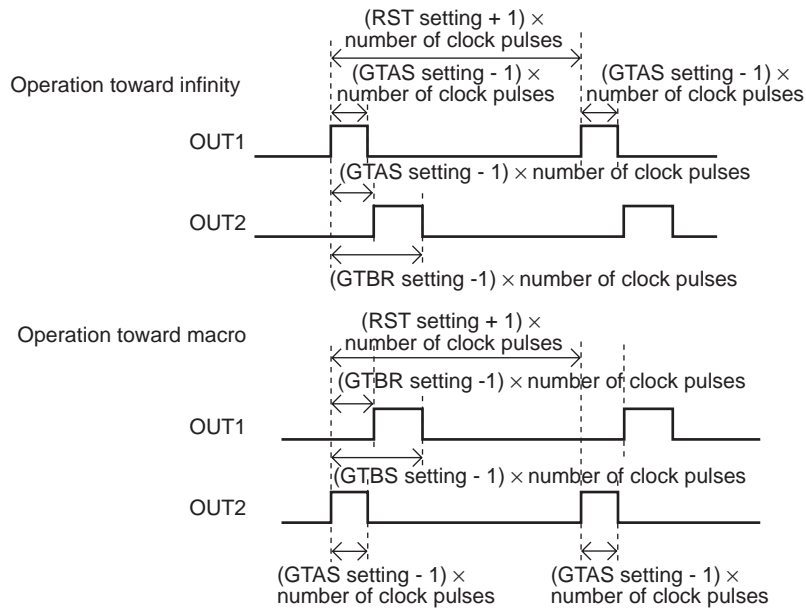 (RST setting + 1) ×
number of clock pulses
Operation toward infinity
(GTAS setting - 1) ×
number of clock pulses
(GTAS setting - 1) ×
number of clock pulses
OUT1
(GTAS setting - 1) × number of clock pulses
OUT2
(GTBR setting -1) × number of clock pulses
Operation toward macro
(RST setting + 1) ×
number of clock pulses
(GTBR setting -1) × number of clock pulses
OUT1
(GTBS setting - 1) × number of clock pulses
OUT2
(GTAS setting - 1) ×
number of clock pulses
(GTAS setting - 1) ×
number of clock pulses